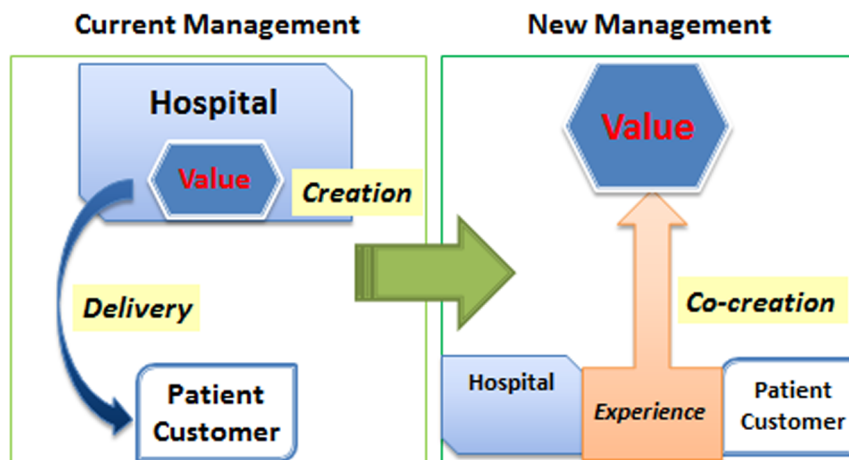 Current Management
New Management
Hospital
Value
Creation
Delivery
Patient
Customer
Value
Co-creation
Hospital
Experience
Patient
Customer